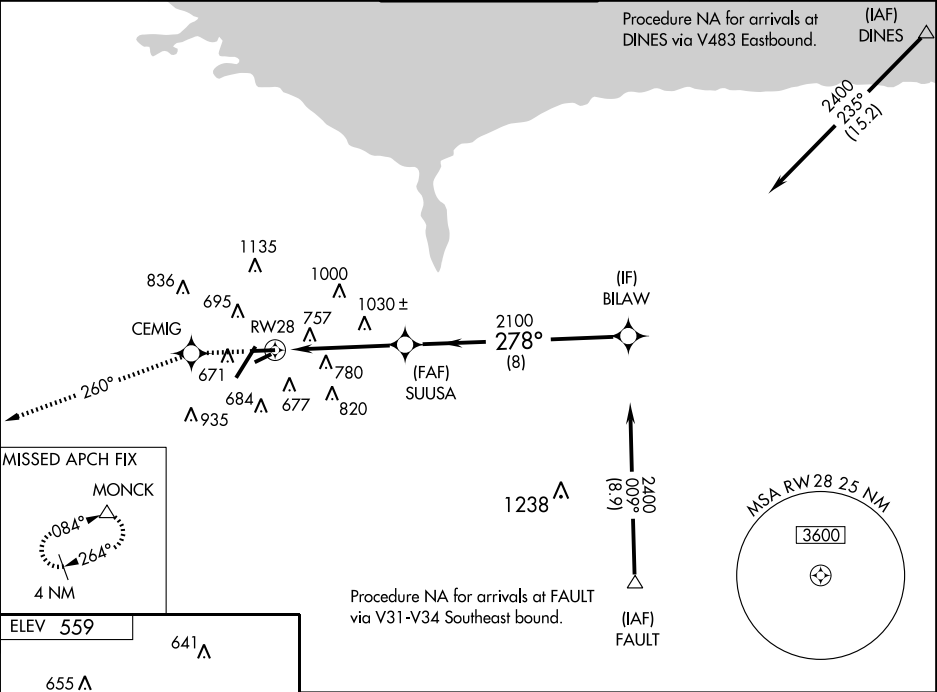 Procedure NA for arrivals at
DINES via V483 Eastbound.
(IAF)
DINES
2400
235°
(15.2)
1135
836
1000
695
1030 ±
(IF)
BILAW
CEMIG
RW28
757
2100
278°
(8)
671
780
(FAF)
SUUSA
260°
684
677
820
935
MISSED APCH FIX
MONCK
084°
264°
4 NM
1238
2400
009°
(8.9)
MSA RW 28 25 NM
3600
Procedure NA for arrivals at FAULT
via V31-V34 Southeast bound.
(IAF)
FAULT
ELEV 559
641
655